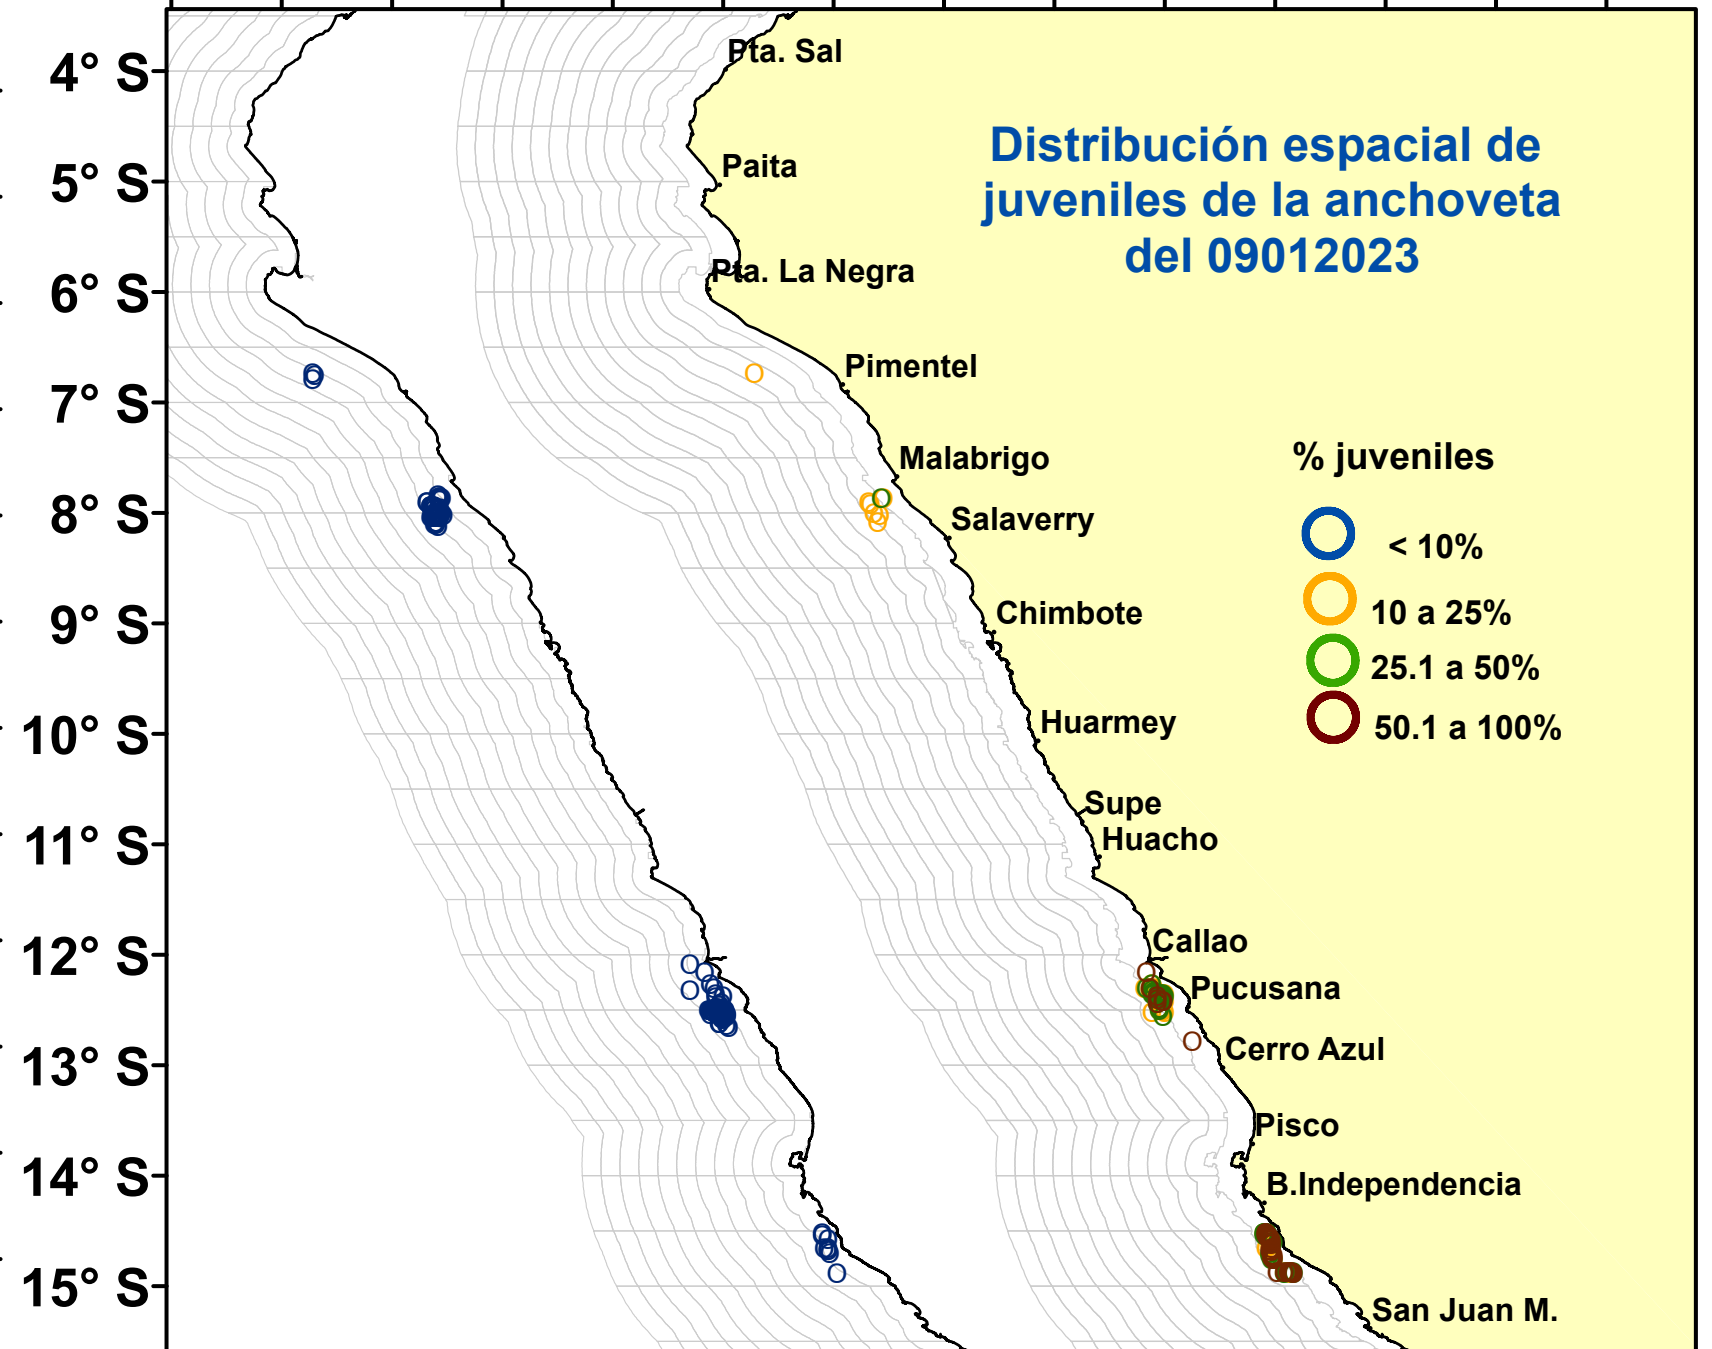 4° S
5° S
6° S
7° S
8° S
9° S
10° S
11° S
12° S
13° S
14° S
15° S
Pta. Sal
Paita
Pta. La Negra
Pimentel
Malabrigo
Salaverry
Chimbote
Huarmey
Supe
Huacho
Callao
Pucusana
Cerro Azul
Pisco
B.Independencia
San Juan M.
Distribución espacial de
juveniles de la anchoveta
del 09012023
% juveniles
< 10%
10 a 25%
25.1 a 50%
50.1 a 100%